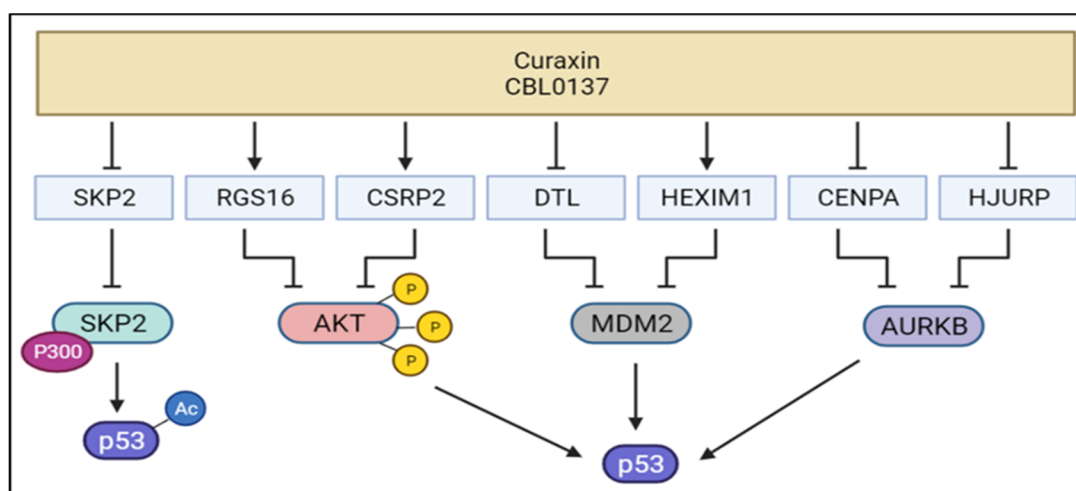 Curaxin
CBL0137
SKP2 RGS16 CSRP2 DTL HEXIM1 CENPA HJURP
P
SKP2 AKT P MDM2 AURKB
P300 P
Ac
p53
p53